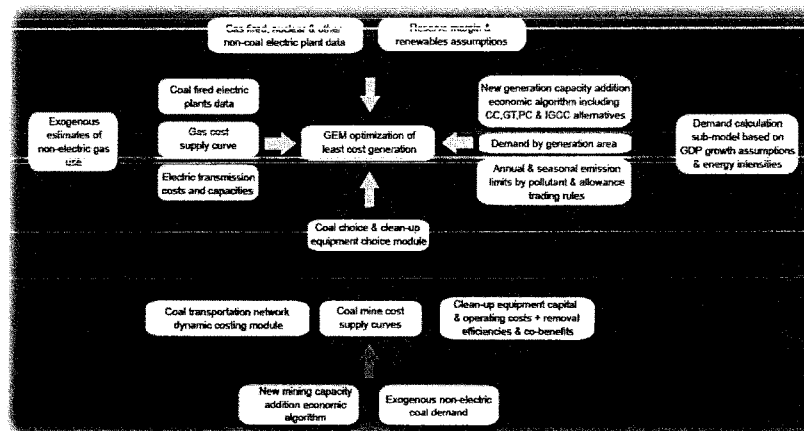 Gas fired, nuclear & other
non-coal electric plant data
Reserve margin &
renewables assumptions
Coal fired electric
plants data
New generation capacity addition
economic algorithm including
CC,GT,PC & IGCC alternatives
Exogenous
estimates of
non-electric gas
use
Gas cost
supply curve
GEM optimization of
least cost generation
Demand by generation area
Demand calculation
sub-model based on
GDP growth assumptions
& energy intensities
Electric transmission
costs and capacities
Annual & seasonal emission
limits by pollutant & allowance
trading rules
Coal choice & clean-up
equipment choice module
Coal transportation network
dynamic costing module
Coal mine cost
supply curves
Clean-up equipment capital
& operating costs + removal
efficiencies & co-benefits
New mining capacity
addition economic
algorithm
Exogenous non-electric
coal demand